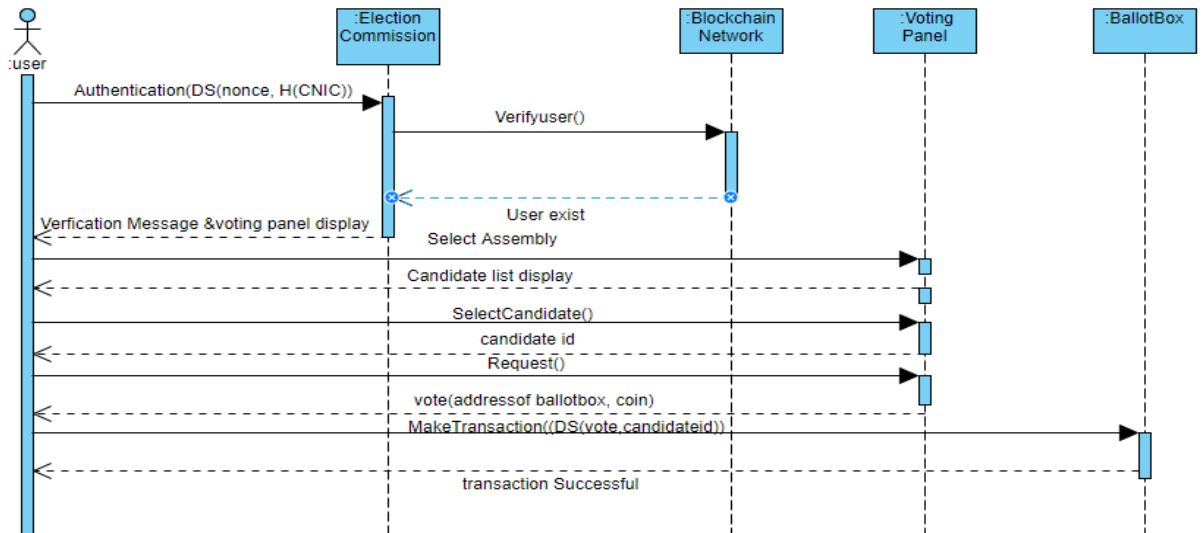 :Election
Commission
:Blockchain
Network
:Voting
Panel
:BallotBox
:user
Authentication(DS(nonce, H(CNIC))
Verifyuser()
User exist
Verfication Message &voting panel display
Select Assembly
Candidate list display
SelectCandidate()
candidate id
Request()
vote(addressof ballotbox, coin)
MakeTransaction((DS(vote,candidateid))
transaction Successful